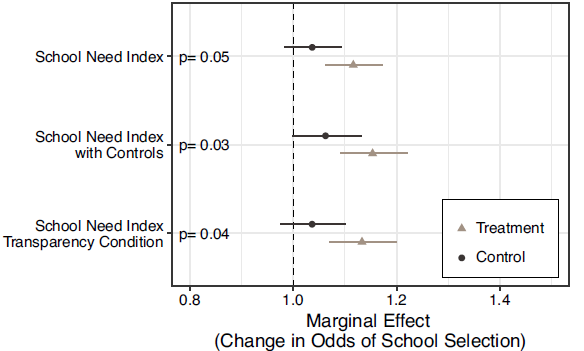 School Need Index
p= 0.05
School Need Index
with Controls
p= 0.03
School Need Index
Transparency Condition
p= 0.04
Treatment
Control
0.8 1.0 1.2 1.4
Marginal Effect
(Change in Odds of School Selection)